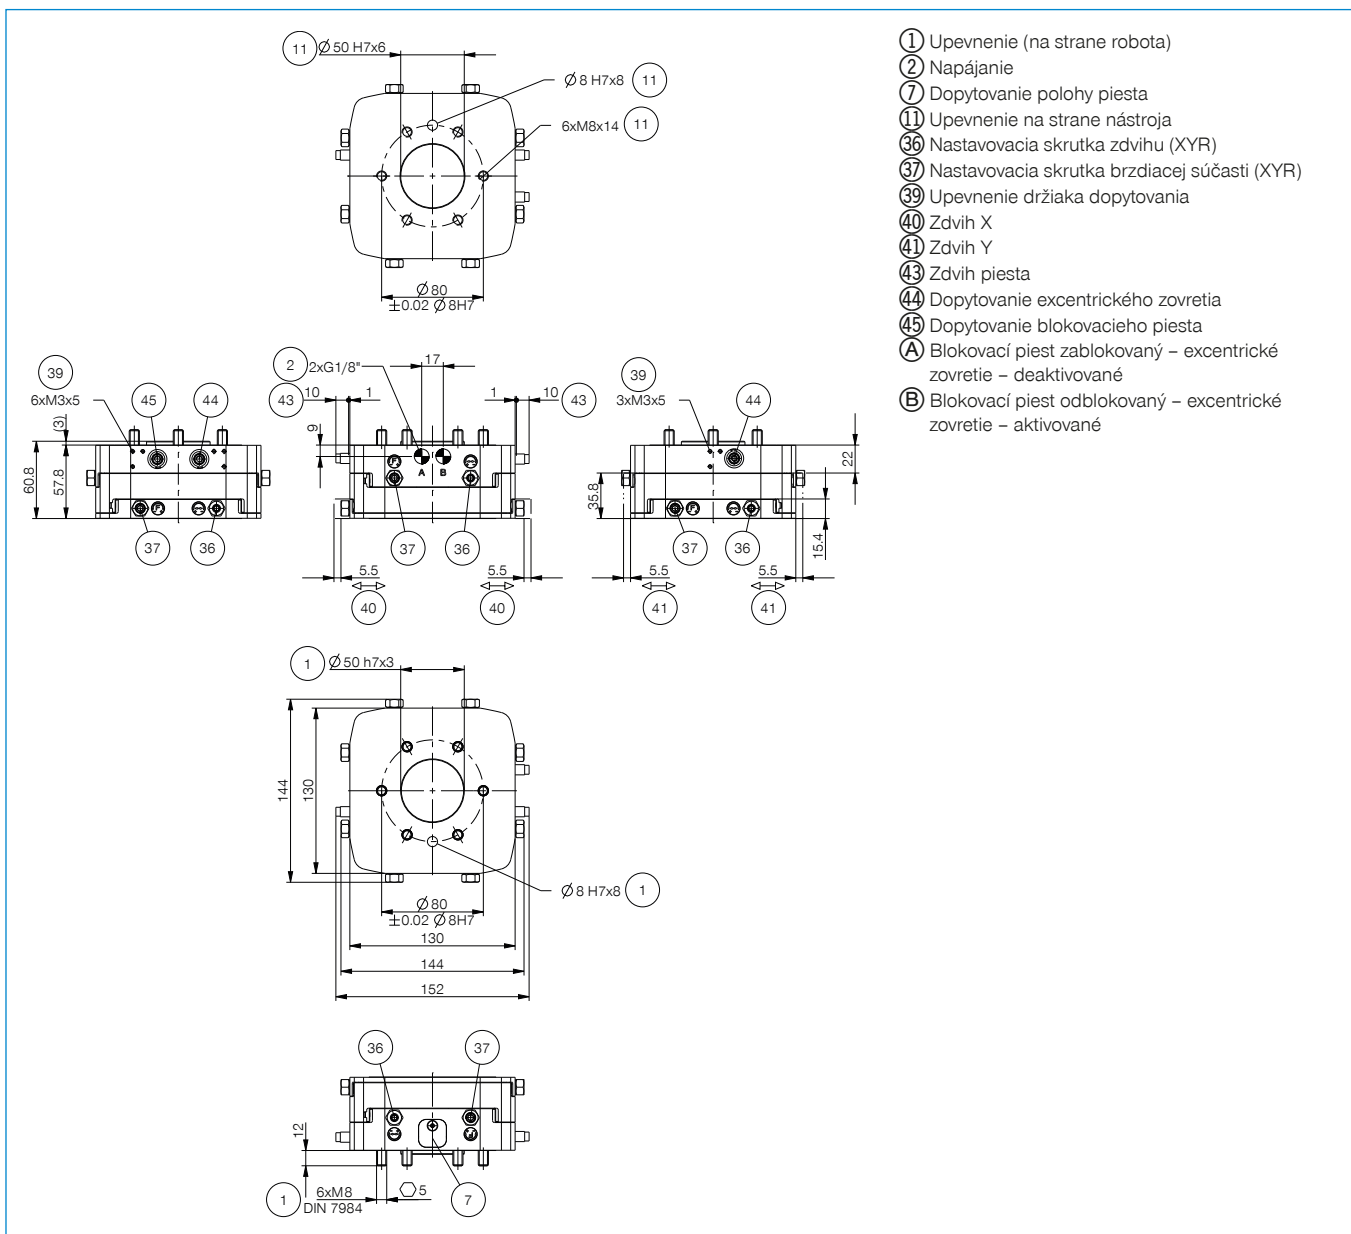 11 Ø 50 H7x6
Ø 8 H7x8 11
6xM8x14 11
Ø 80
±0.02 Ø 8H7
1 Upevnenie (na strane robota)
2 Napájanie
7 Dopytovanie polohy piesta
11 Upevnenie na strane nástroja
36 Nastavovacia skrutka zdvihu (XYR)
37 Nastavovacia skrutka brzdiacej súčasti (XYR)
39 Upevnenie držiaka dopytovania
40 Zdvih X
41 Zdvih Y
43 Zdvih piesta
44 Dopytovanie excentrického zovretia
45 Dopytovanie blokovacieho piesta
A Blokovací piest zablokovaný – excentrické
zovretie – deaktivované
B Blokovací piest odblokovaný – excentrické
zovretie – aktivované
39
6xM3x5
45
44
(3)
60.8
57.8
37
36
2 2xG1/8"
17
43
10
1
1
10
43
9
A
B
37
36
5.5
5.5
40
40
39
3xM3x5
44
22
35.8
15.4
37
36
5.5
5.5
41
41
1 Ø 50 h7x3
144
130
Ø 8 H7x8 1
Ø 80
±0.02 Ø 8H7
130
144
152
36
37
12
1
6xM8
DIN 7984
5
7